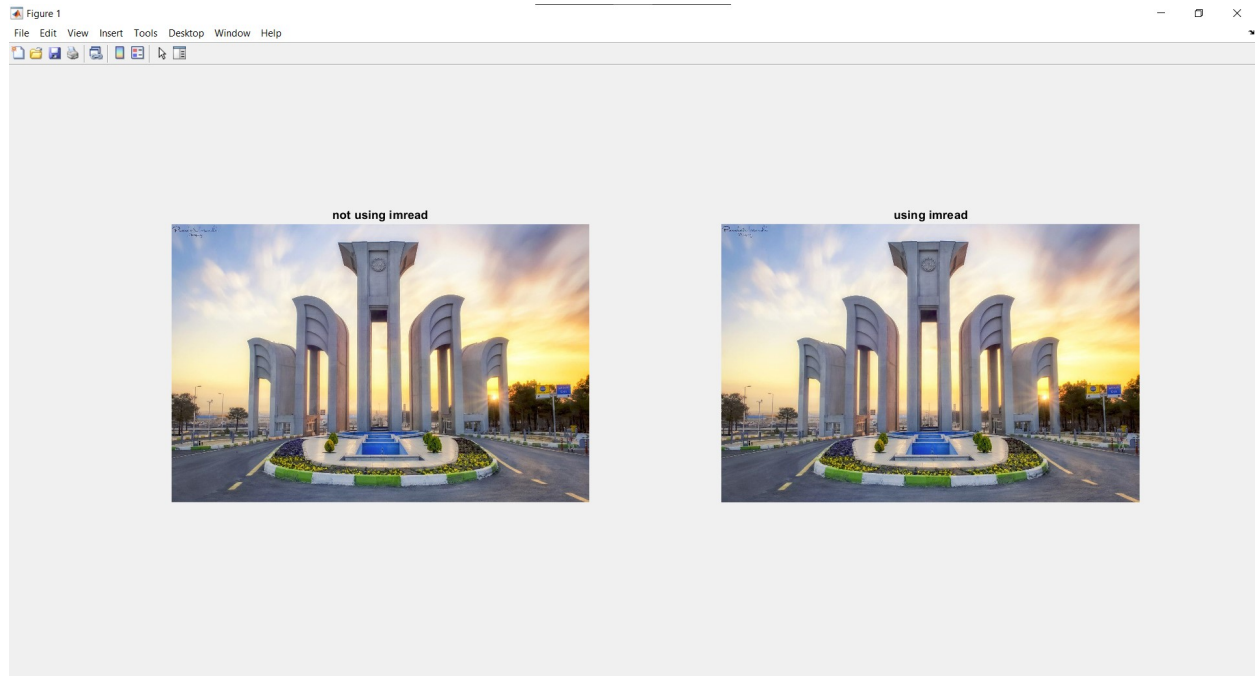 Figure 1
File Edit View Insert Tools Desktop Window Help
not using imread
using imread